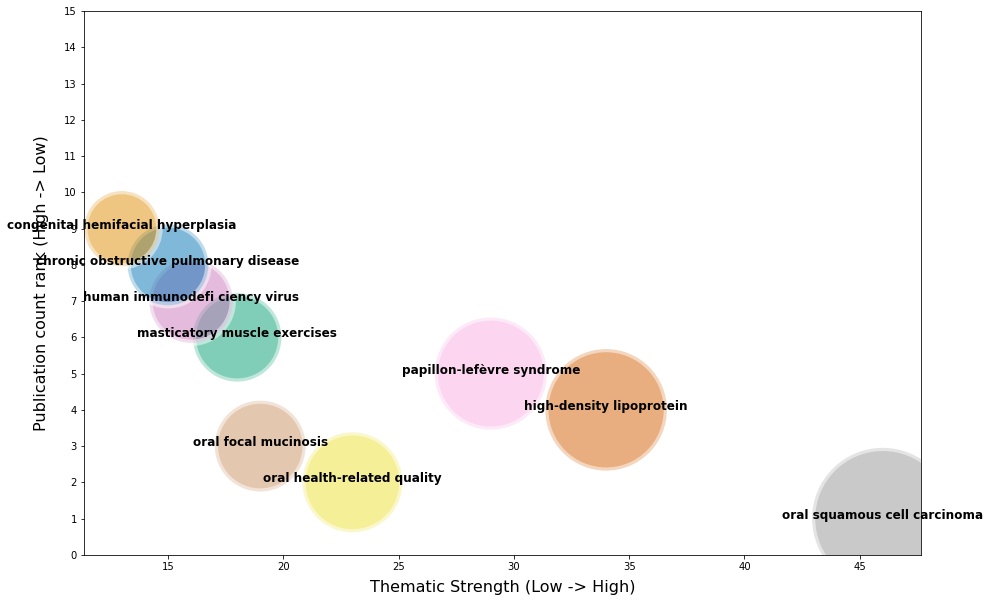 15
14
13
12
11
10
9
8
7
6
5
4
3
2
1
0
Publication count rank (High -> Low)
congenital hemifacial hyperplasia
chronic obstructive pulmonary disease
human immunodefi ciency virus
masticatory muscle exercises
papillon-lefèvre syndrome
high-density lipoprotein
oral focal mucinosis
oral health-related quality
oral squamous cell carcinoma
15 20 25 30 35 40 45
Thematic Strength (Low -> High)